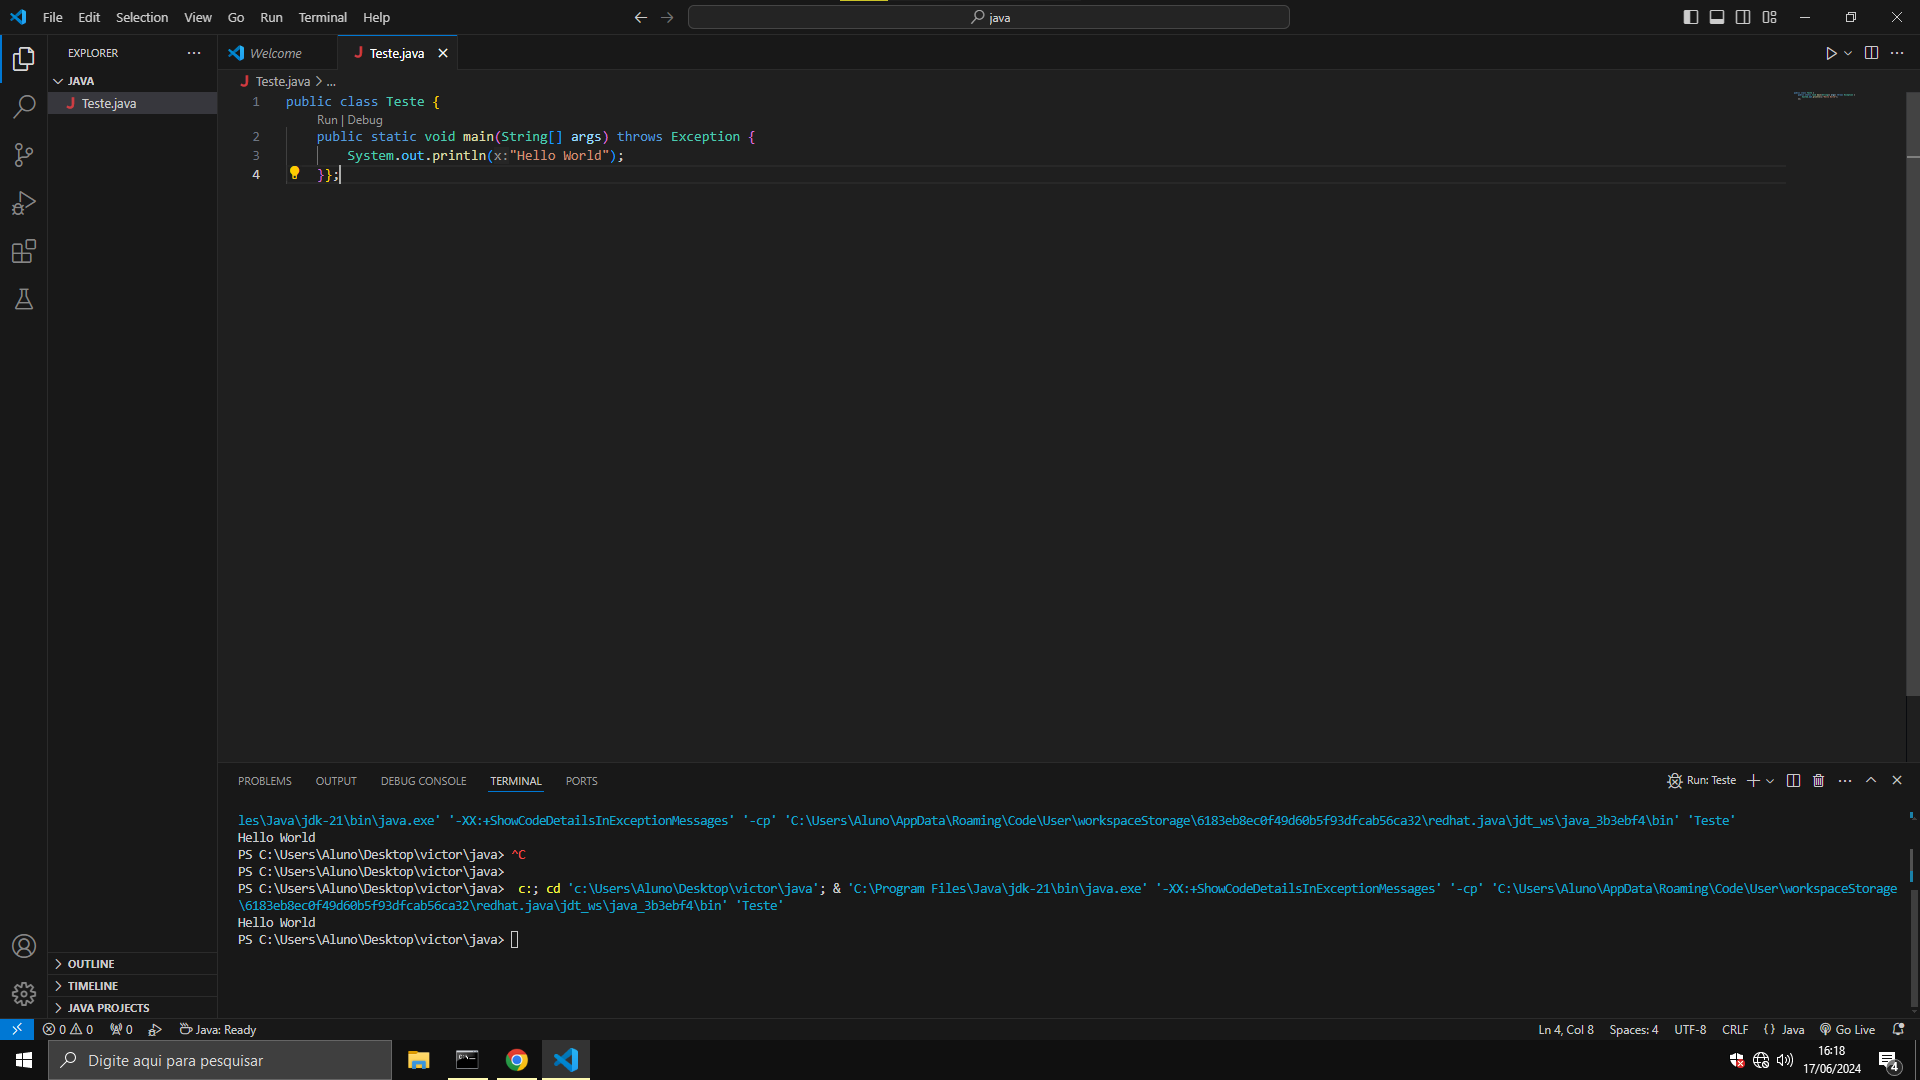 File Edit Selection View Go Run Terminal Help
java
EXPLORER
Welcome
Teste.java
JAVA
Teste.java
Teste.java > ...
1 public class Teste {
Run | Debug
2 public static void main(String[] args) throws Exception {
3 System.out.println(x:"Hello World");
4 }};
PROBLEMS OUTPUT DEBUG CONSOLE TERMINAL PORTS
Run: Teste
les\Java\jdk-21\bin\java.exe' '-XX:+ShowCodeDetailsInExceptionMessages' '-cp' 'C:\Users\Aluno\AppData\Roaming\Code\User\workspaceStorage\6183eb8ec0f49d60b5f93dfcab56ca32\redhat.java\jdt_ws\java_3b3ebf4\bin' 'Teste'
Hello World
PS C:\Users\Aluno\Desktop\victor\java> ^C
PS C:\Users\Aluno\Desktop\victor\java>
PS C:\Users\Aluno\Desktop\victor\java> c:; cd 'c:\Users\Aluno\Desktop\victor\java'; & 'C:\Program Files\Java\jdk-21\bin\java.exe' '-XX:+ShowCodeDetailsInExceptionMessages' '-cp' 'C:\Users\Aluno\AppData\Roaming\Code\User\workspaceStorage
\6183eb8ec0f49d60b5f93dfcab56ca32\redhat.java\jdt_ws\java_3b3ebf4\bin' 'Teste'
Hello World
PS C:\Users\Aluno\Desktop\victor\java>
OUTLINE
TIMELINE
JAVA PROJECTS
0 0 0 Java: Ready
Ln 4, Col 8 Spaces: 4 UTF-8 CRLF {} Java Go Live
Digite aqui para pesquisar
16:18
17/06/2024
4